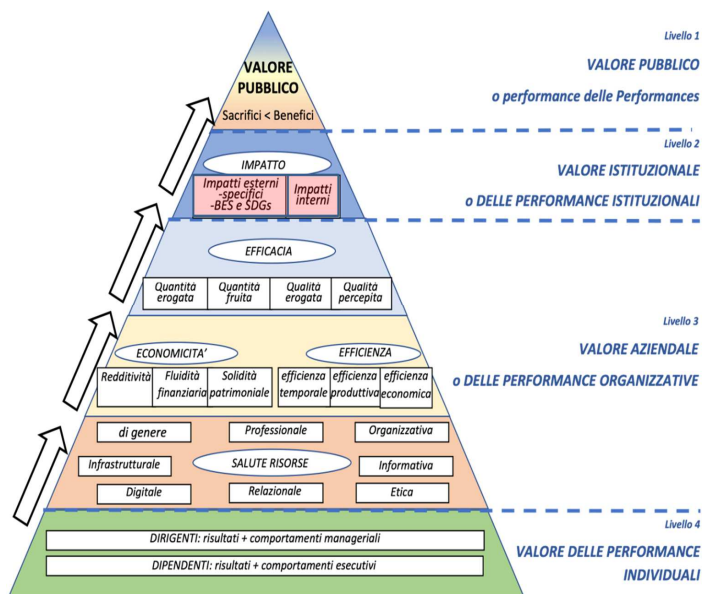 Livello 1
VALORE PUBBLICO
o performance delle Performances
VALORE
PUBBLICO
Sacrifici < Benefici
Livello 2
VALORE ISTITUZIONALE
o DELLE PERFORMANCE ISTITUZIONALI
IMPATTO
Impatti esterni
-specifici
-BES e SDGs
Impatti
interni
EFFICACIA
Quantità
erogata
Quantità
fruita
Qualità
erogata
Qualità
percepita
Livello 3
VALORE AZIENDALE
o DELLE PERFORMANCE ORGANIZZATIVE
ECONOMICITA'
EFFICIENZA
Redditività
Fluidità
finanziaria
Solidità
patrimoniale
efficienza
temporale
efficienza
produttiva
efficienza
economica
di genere
Professionale
Organizzativa
Infrastrutturale
SALUTE RISORSE
Informativa
Digitale
Relazionale
Etica
Livello 4
VALORE DELLE PERFORMANCE
INDIVIDUALI
DIRIGENTI: risultati + comportamenti manageriali
DIPENDENTI: risultati + comportamenti esecutivi